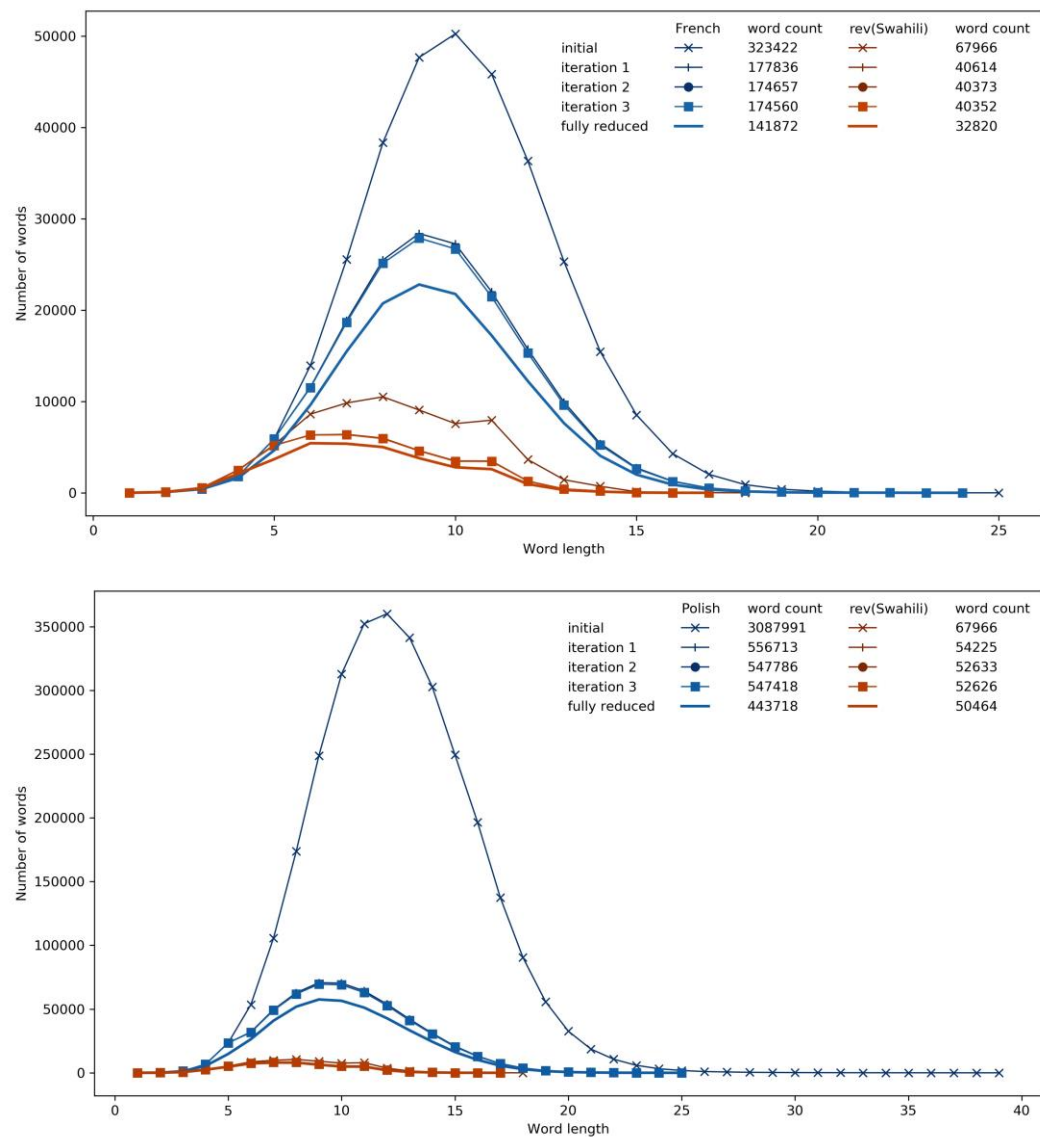 French word count rev(Swahili) word count
initial 323422 67966
iteration 1 177836 40614
iteration 2 174657 40373
iteration 3 174560 40352
fully reduced 141872 32820
50000
40000
30000
20000
10000
0
Number of words
0 5 10 15 20 25
Word length
Polish word count rev(Swahili) word count
initial 3087991 67966
iteration 1 556713 54225
iteration 2 547786 52633
iteration 3 547418 52626
fully reduced 443718 50464
350000
300000
250000
200000
150000
100000
50000
0
Number of words
0 5 10 15 20 25 30 35 40
Word length